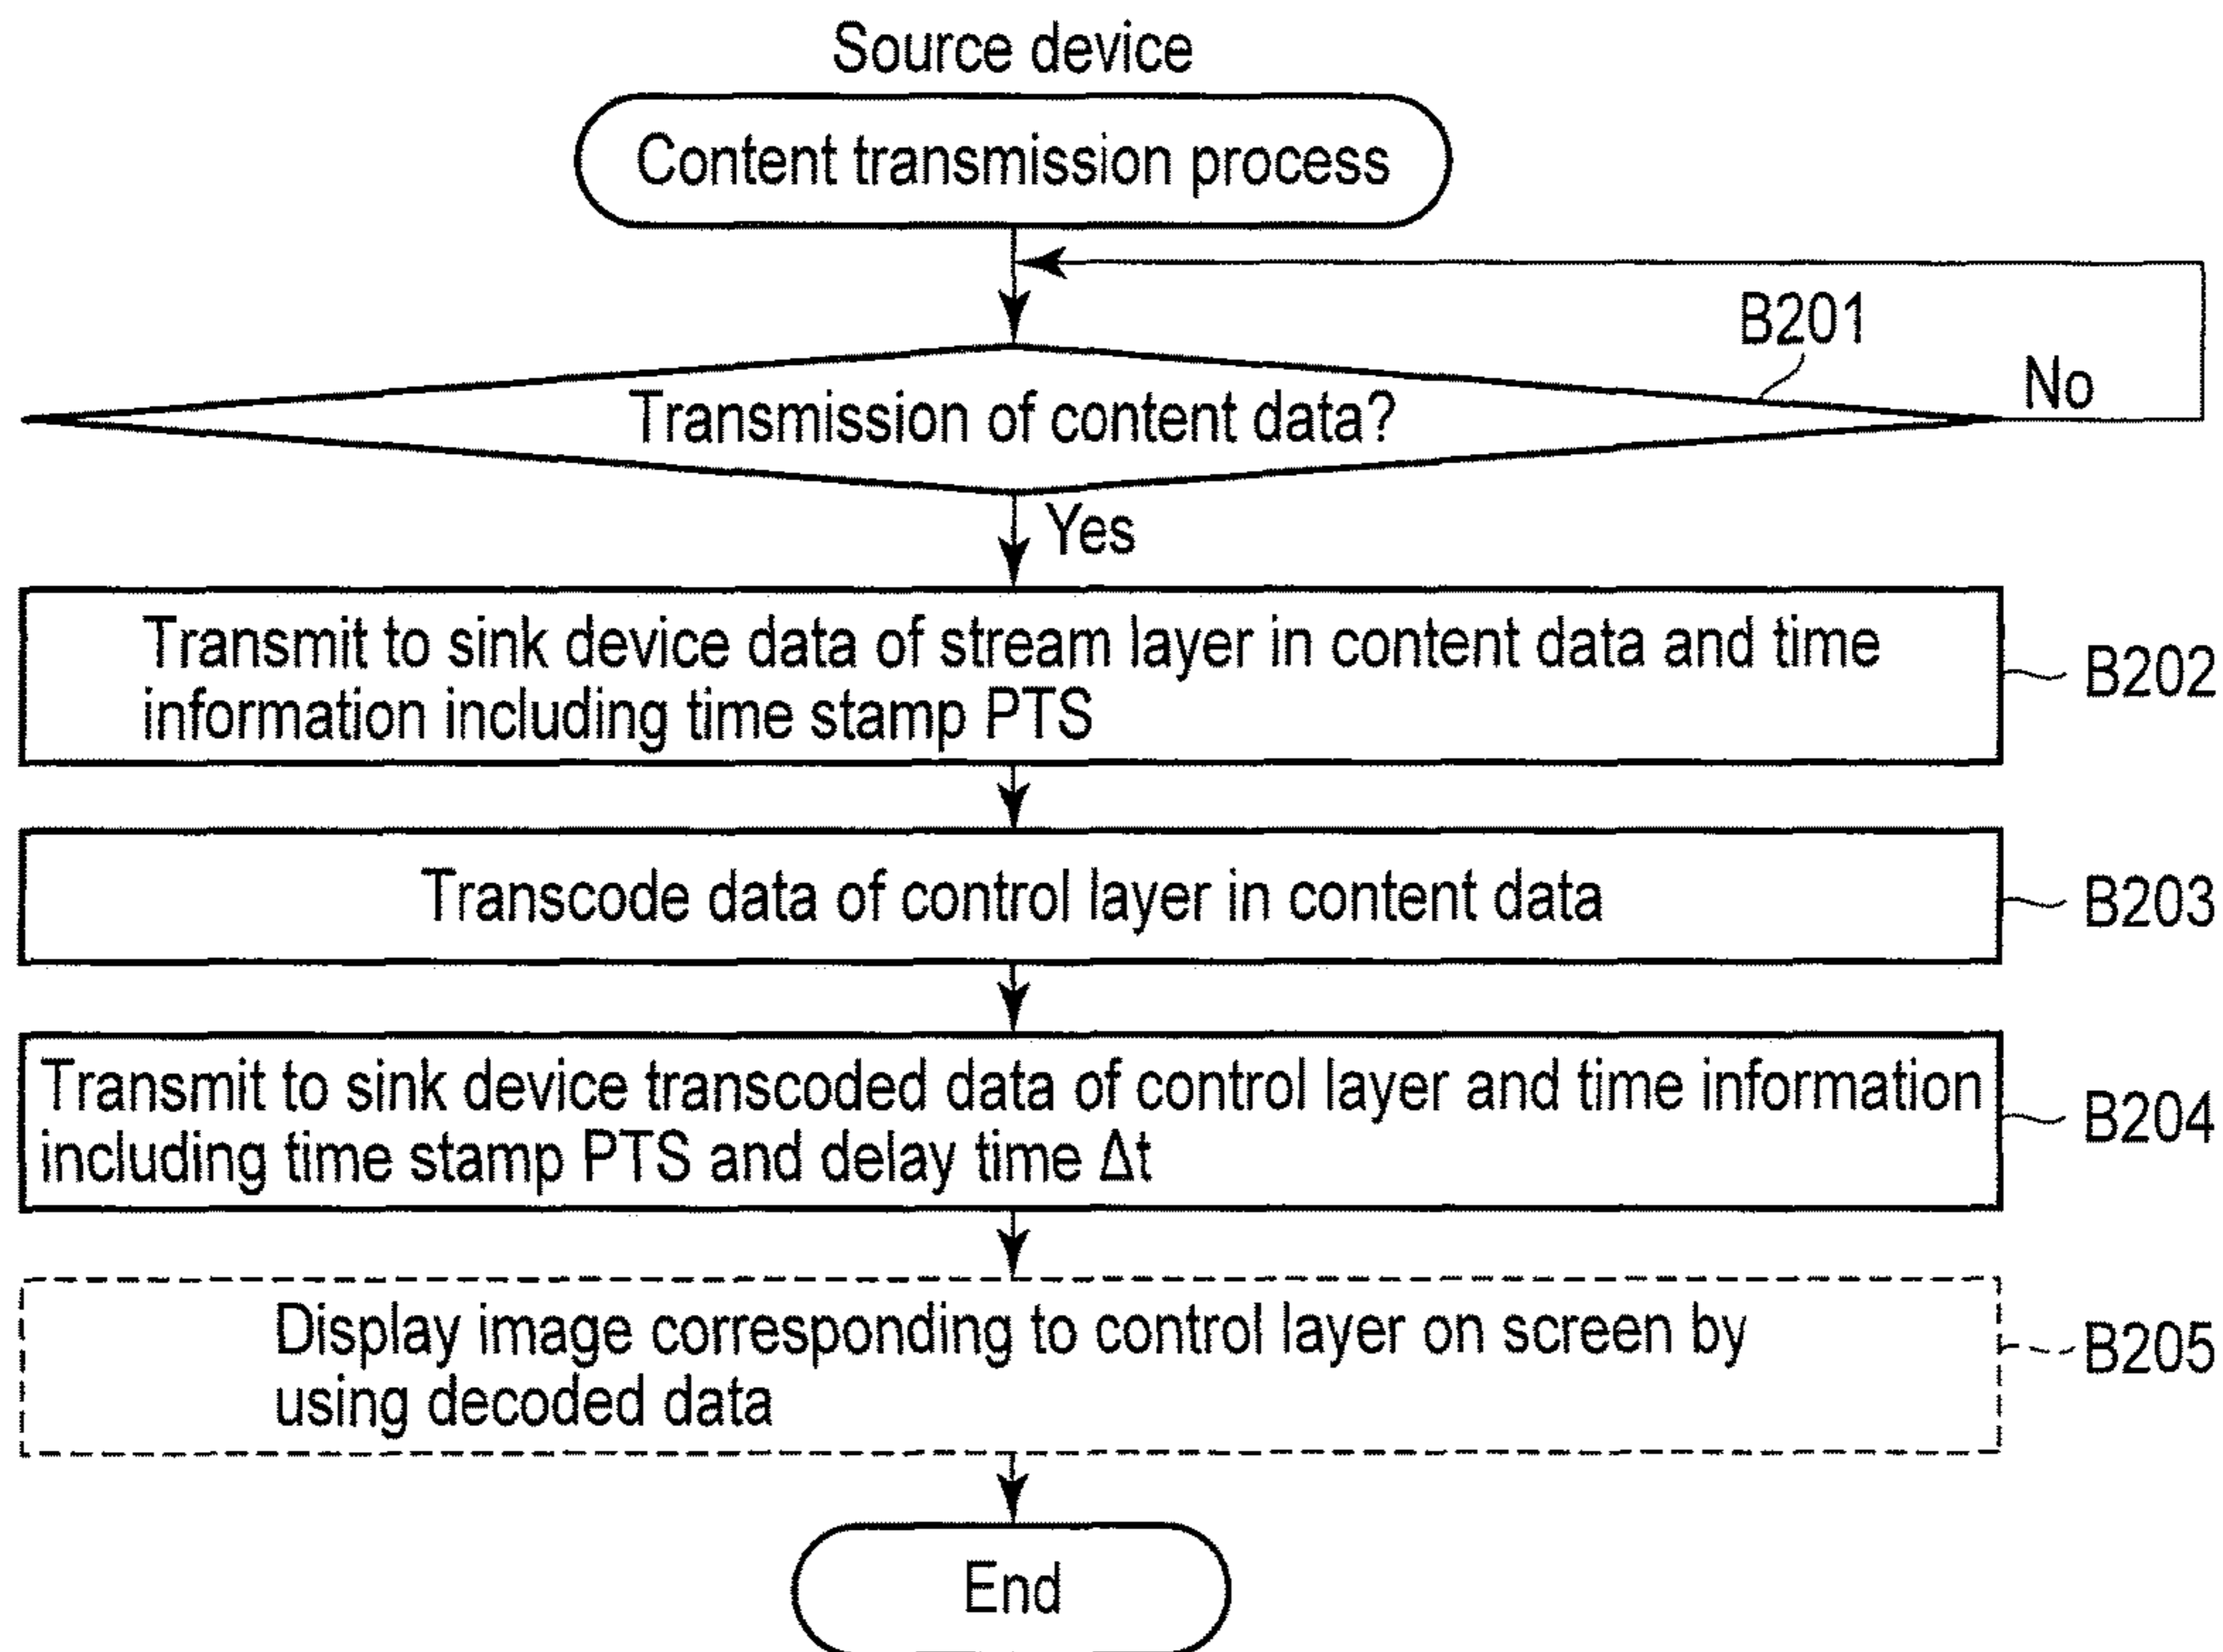 Source device
Content transmission process
B201
Transmission of content data?
No
Yes
Transmit to sink device data of stream layer in content data and time
information including time stamp PTS
B202
Transcode data of control layer in content data
B203
Transmit to sink device transcoded data of control layer and time information
including time stamp PTS and delay time Δt
B204
Display image corresponding to control layer on screen by
using decoded data
B205
End